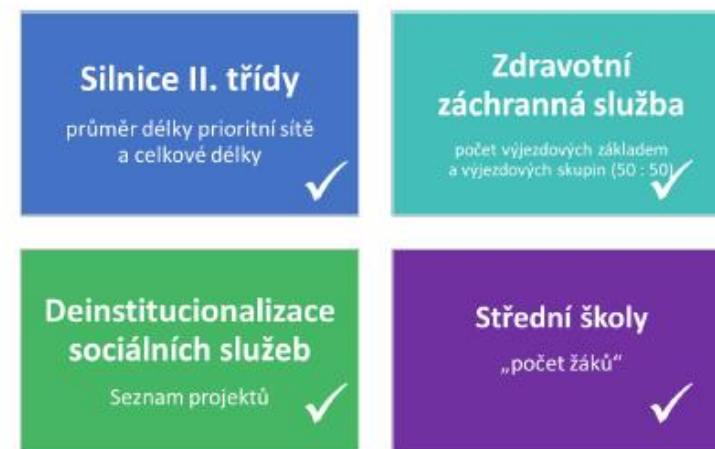 Silnice II. třídy
průměr délky prioritní sítě
a celkové délky
Zdravotní
záchranná služba
počet výjezdových základem
a výjezdových skupin (50 : 50)
Deinstitucionalizace
sociálních služeb
Seznam projektů
Střední školy
„počet žáků“